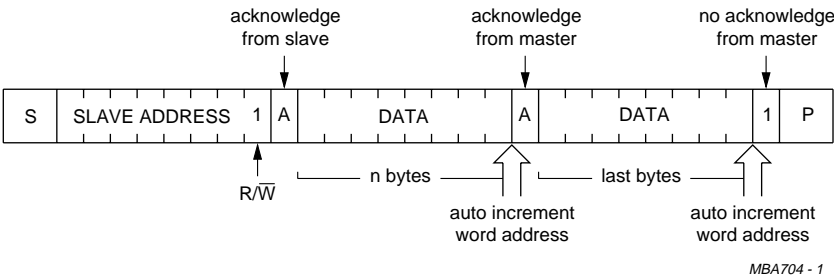 acknowledge
from slave
acknowledge
from master
no acknowledge
from master
S SLAVE ADDRESS 1 A DATA A DATA 1 P
R/W̅
n bytes
last bytes
auto increment
word address
auto increment
word address
MBA704 - 1